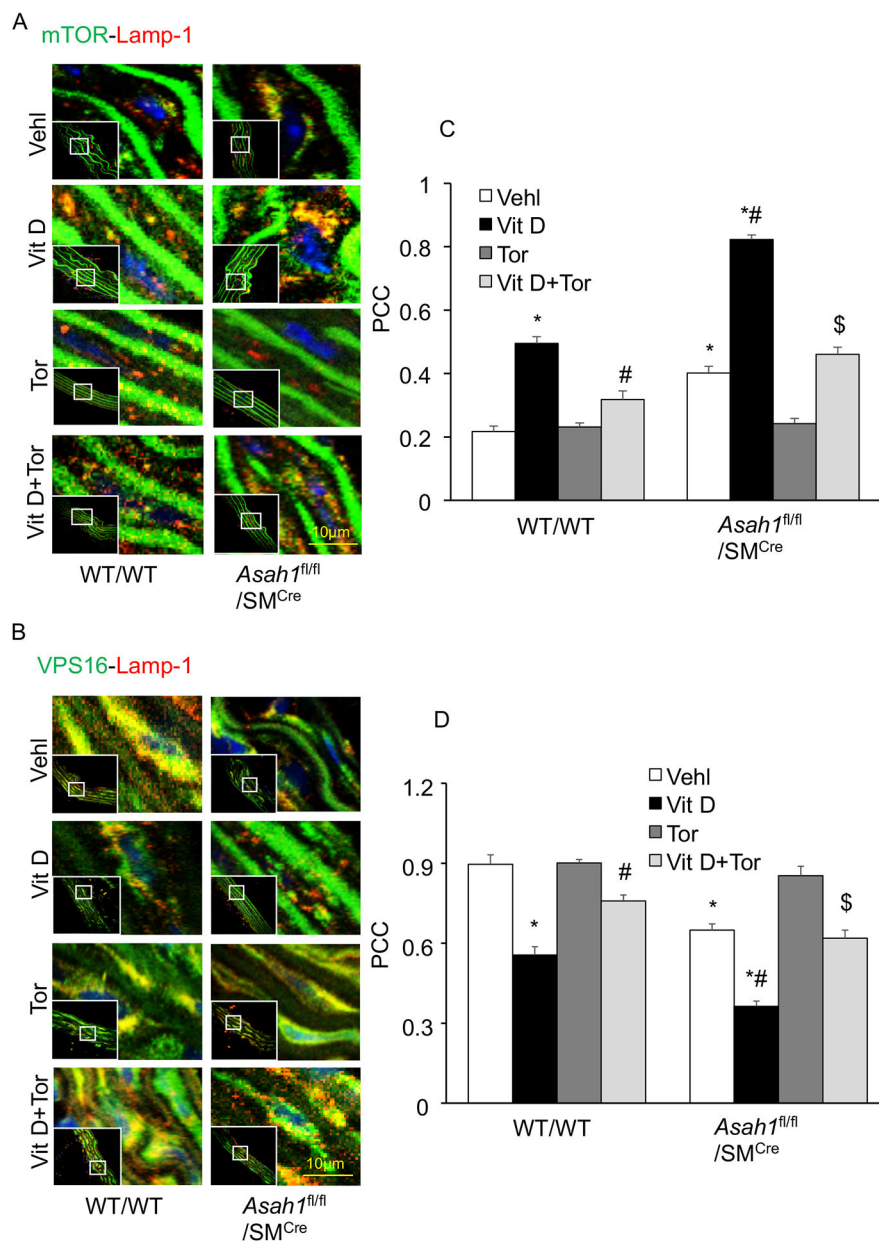 A
mTOR-Lamp-1
Vehl
Vit D
Tor
Vit D+Tor
10µm
WT/WT
Asah1fl/fl
/SMCre
C
1
0.8
0.6
0.4
0.2
0
PCC
Vehl
Vit D
Tor
Vit D+Tor
*
#
*
*#
$
WT/WT
Asah1fl/fl
/SMCre
B
VPS16-Lamp-1
Vehl
Vit D
Tor
Vit D+Tor
10µm
WT/WT
Asah1fl/fl
/SMCre
D
1.2
0.9
0.6
0.3
0
PCC
Vehl
Vit D
Tor
Vit D+Tor
*
#
*
*#
$
WT/WT
Asah1fl/fl
/SMCre